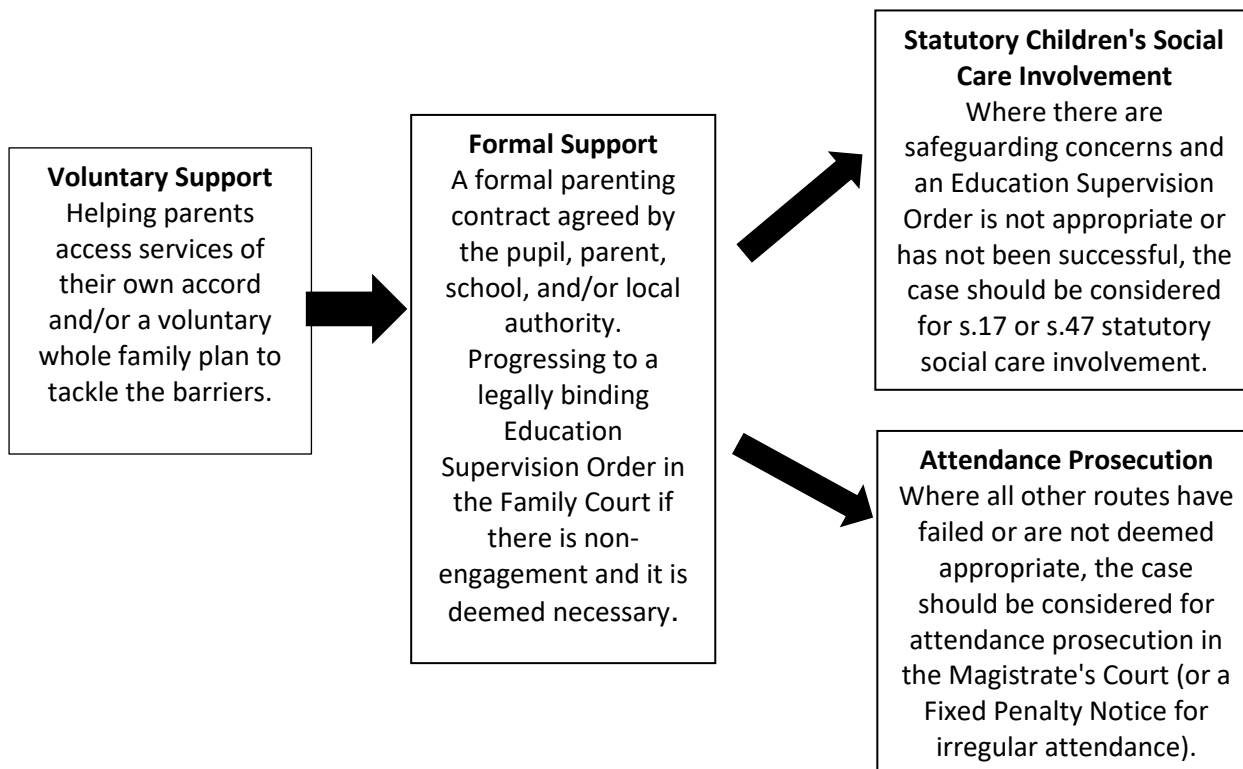 Voluntary Support
Helping parents
access services of
their own accord
and/or a voluntary
whole family plan to
tackle the barriers.
Formal Support
A formal parenting
contract agreed by
the pupil, parent,
school, and/or local
authority.
Progressing to a
legally binding
Education
Supervision Order in
the Family Court if
there is non-
engagement and it is
deemed necessary.
Statutory Children's Social
Care Involvement
Where there are
safeguarding concerns and
an Education Supervision
Order is not appropriate or
has not been successful, the
case should be considered
for s.17 or s.47 statutory
social care involvement.
Attendance Prosecution
Where all other routes have
failed or are not deemed
appropriate, the case
should be considered for
attendance prosecution in
the Magistrate's Court (or a
Fixed Penalty Notice for
irregular attendance).